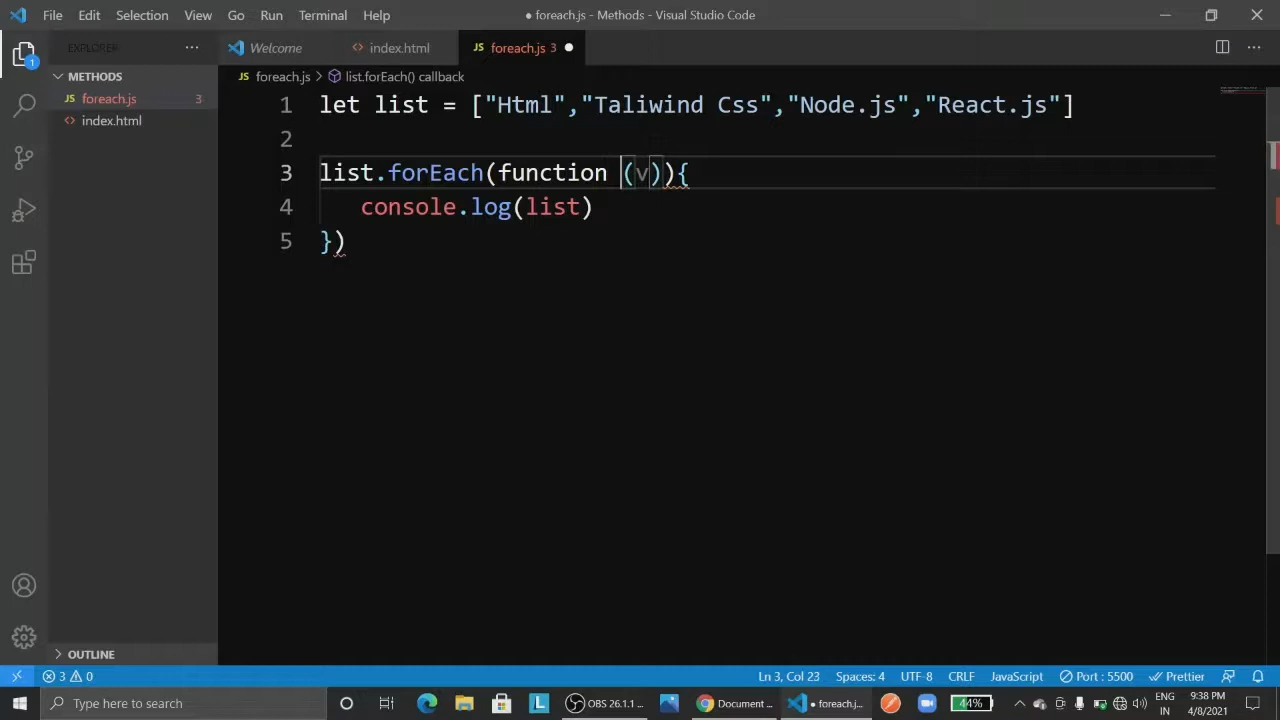 File Edit Selection View Go Run Terminal Help ● foreach.js - Methods - Visual Studio Code
EXPLORER ... Welcome <> index.html JS foreach.js 3 ●
METHODS JS foreach.js > list.forEach() callback
JS foreach.js 3
<> index.html
1 let list = ["Html","Taliwind Css","Node.js","React.js"]
2
3 list.forEach(function (v)){
4 console.log(list)
5 })
1
OUTLINE
3 0 Ln 3, Col 23 Spaces: 4 UTF-8 CRLF JavaScript Port : 5500 Prettier
Type here to search L OBS 26.1.1 ... Document ... ● foreach.j... 44% ENG IN 9:38 PM 4/8/2021